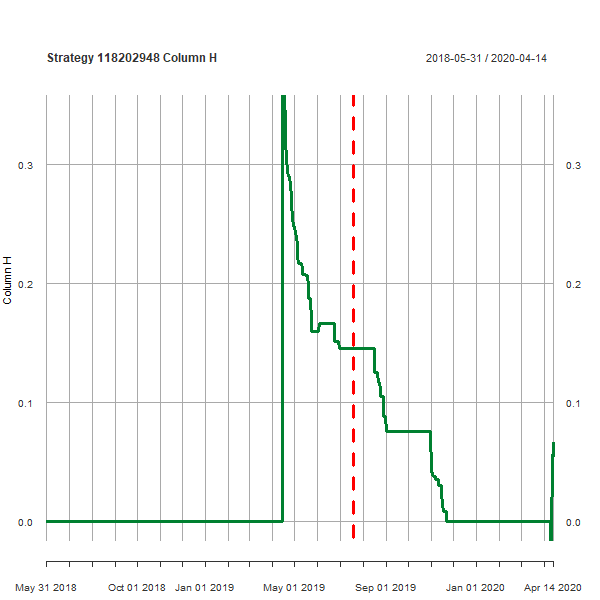 Strategy 118202948 Column H
2018-05-31 / 2020-04-14
0.3 0.3
0.2 0.2
Column H
0.1 0.1
0.0 0.0
May 31 2018 Oct 01 2018 Jan 01 2019 May 01 2019 Sep 01 2019 Jan 01 2020 Apr 14 2020